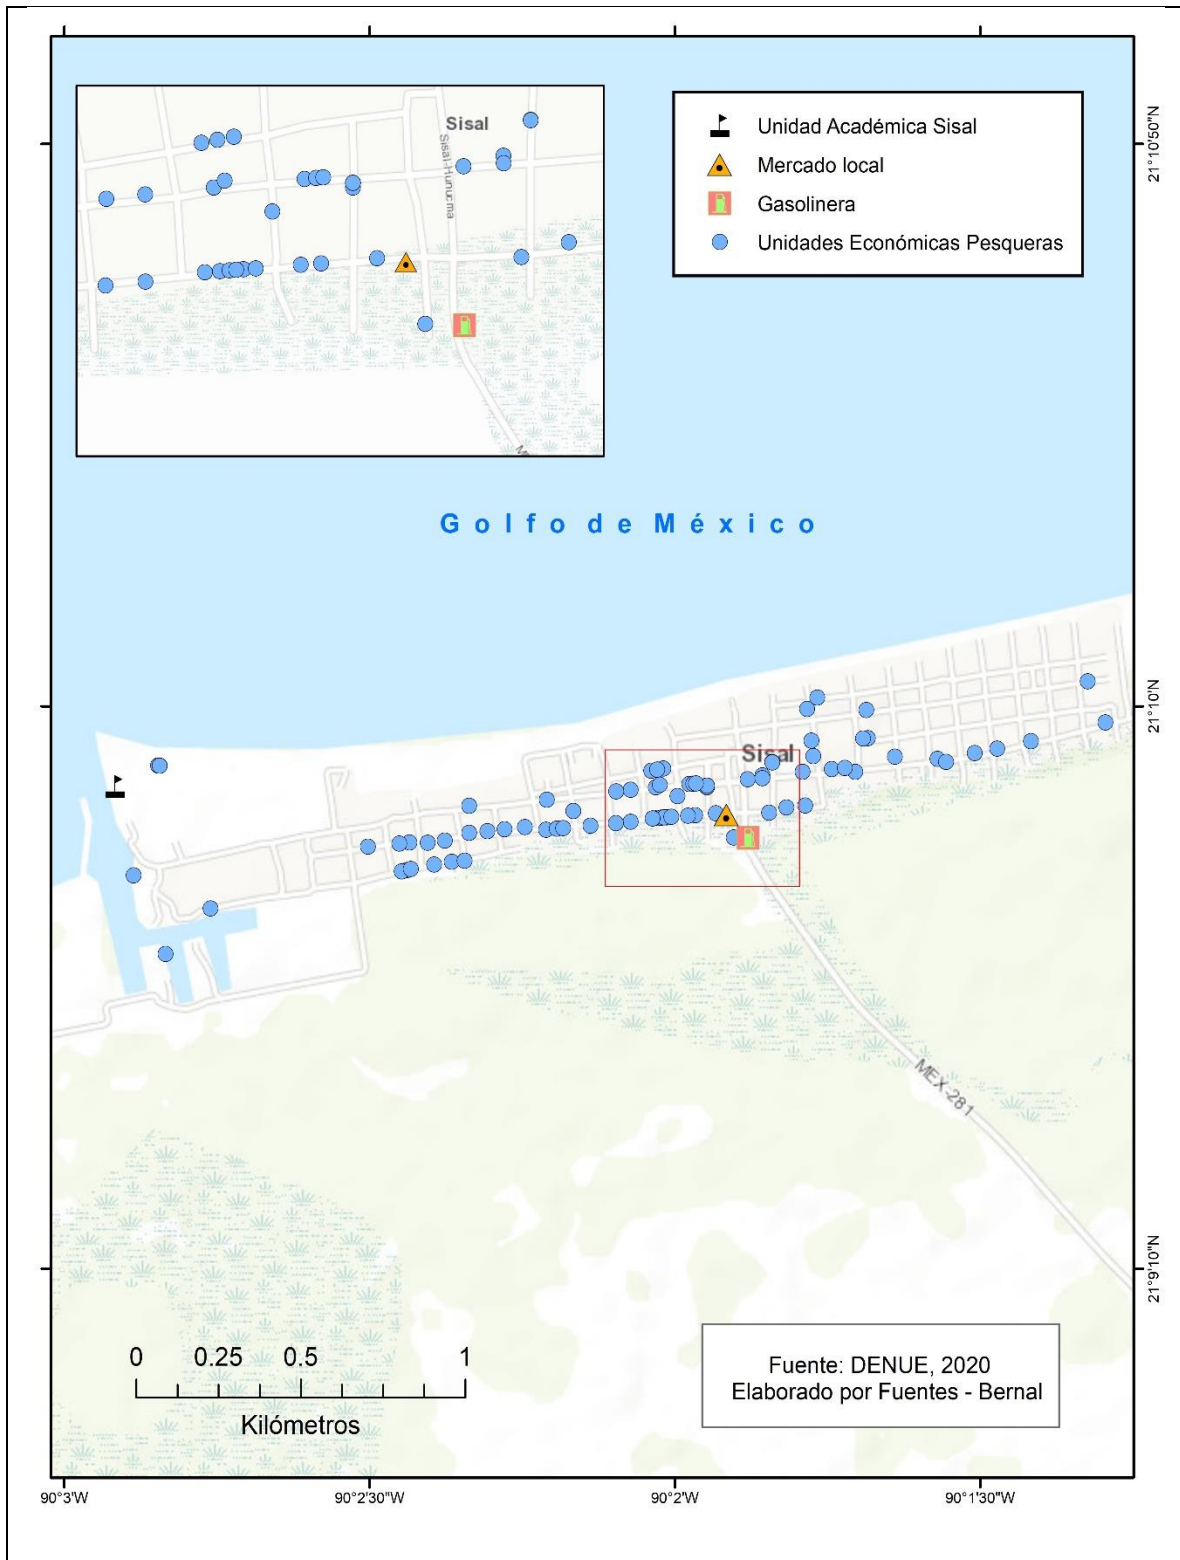 Sisal
Sisal-Hunucma
Unidad Académica Sisal
Mercado local
Gasolinera
Unidades Económicas Pesqueras
21°10'50"N
Golfo de México
21°10'N
Sisal
MEX-281
21°9'10"N
0 0.25 0.5 1
Kilómetros
Fuente: DENUE, 2020
Elaborado por Fuentes - Bernal
90°3'W 90°2'30"W 90°2'W 90°1'30"W